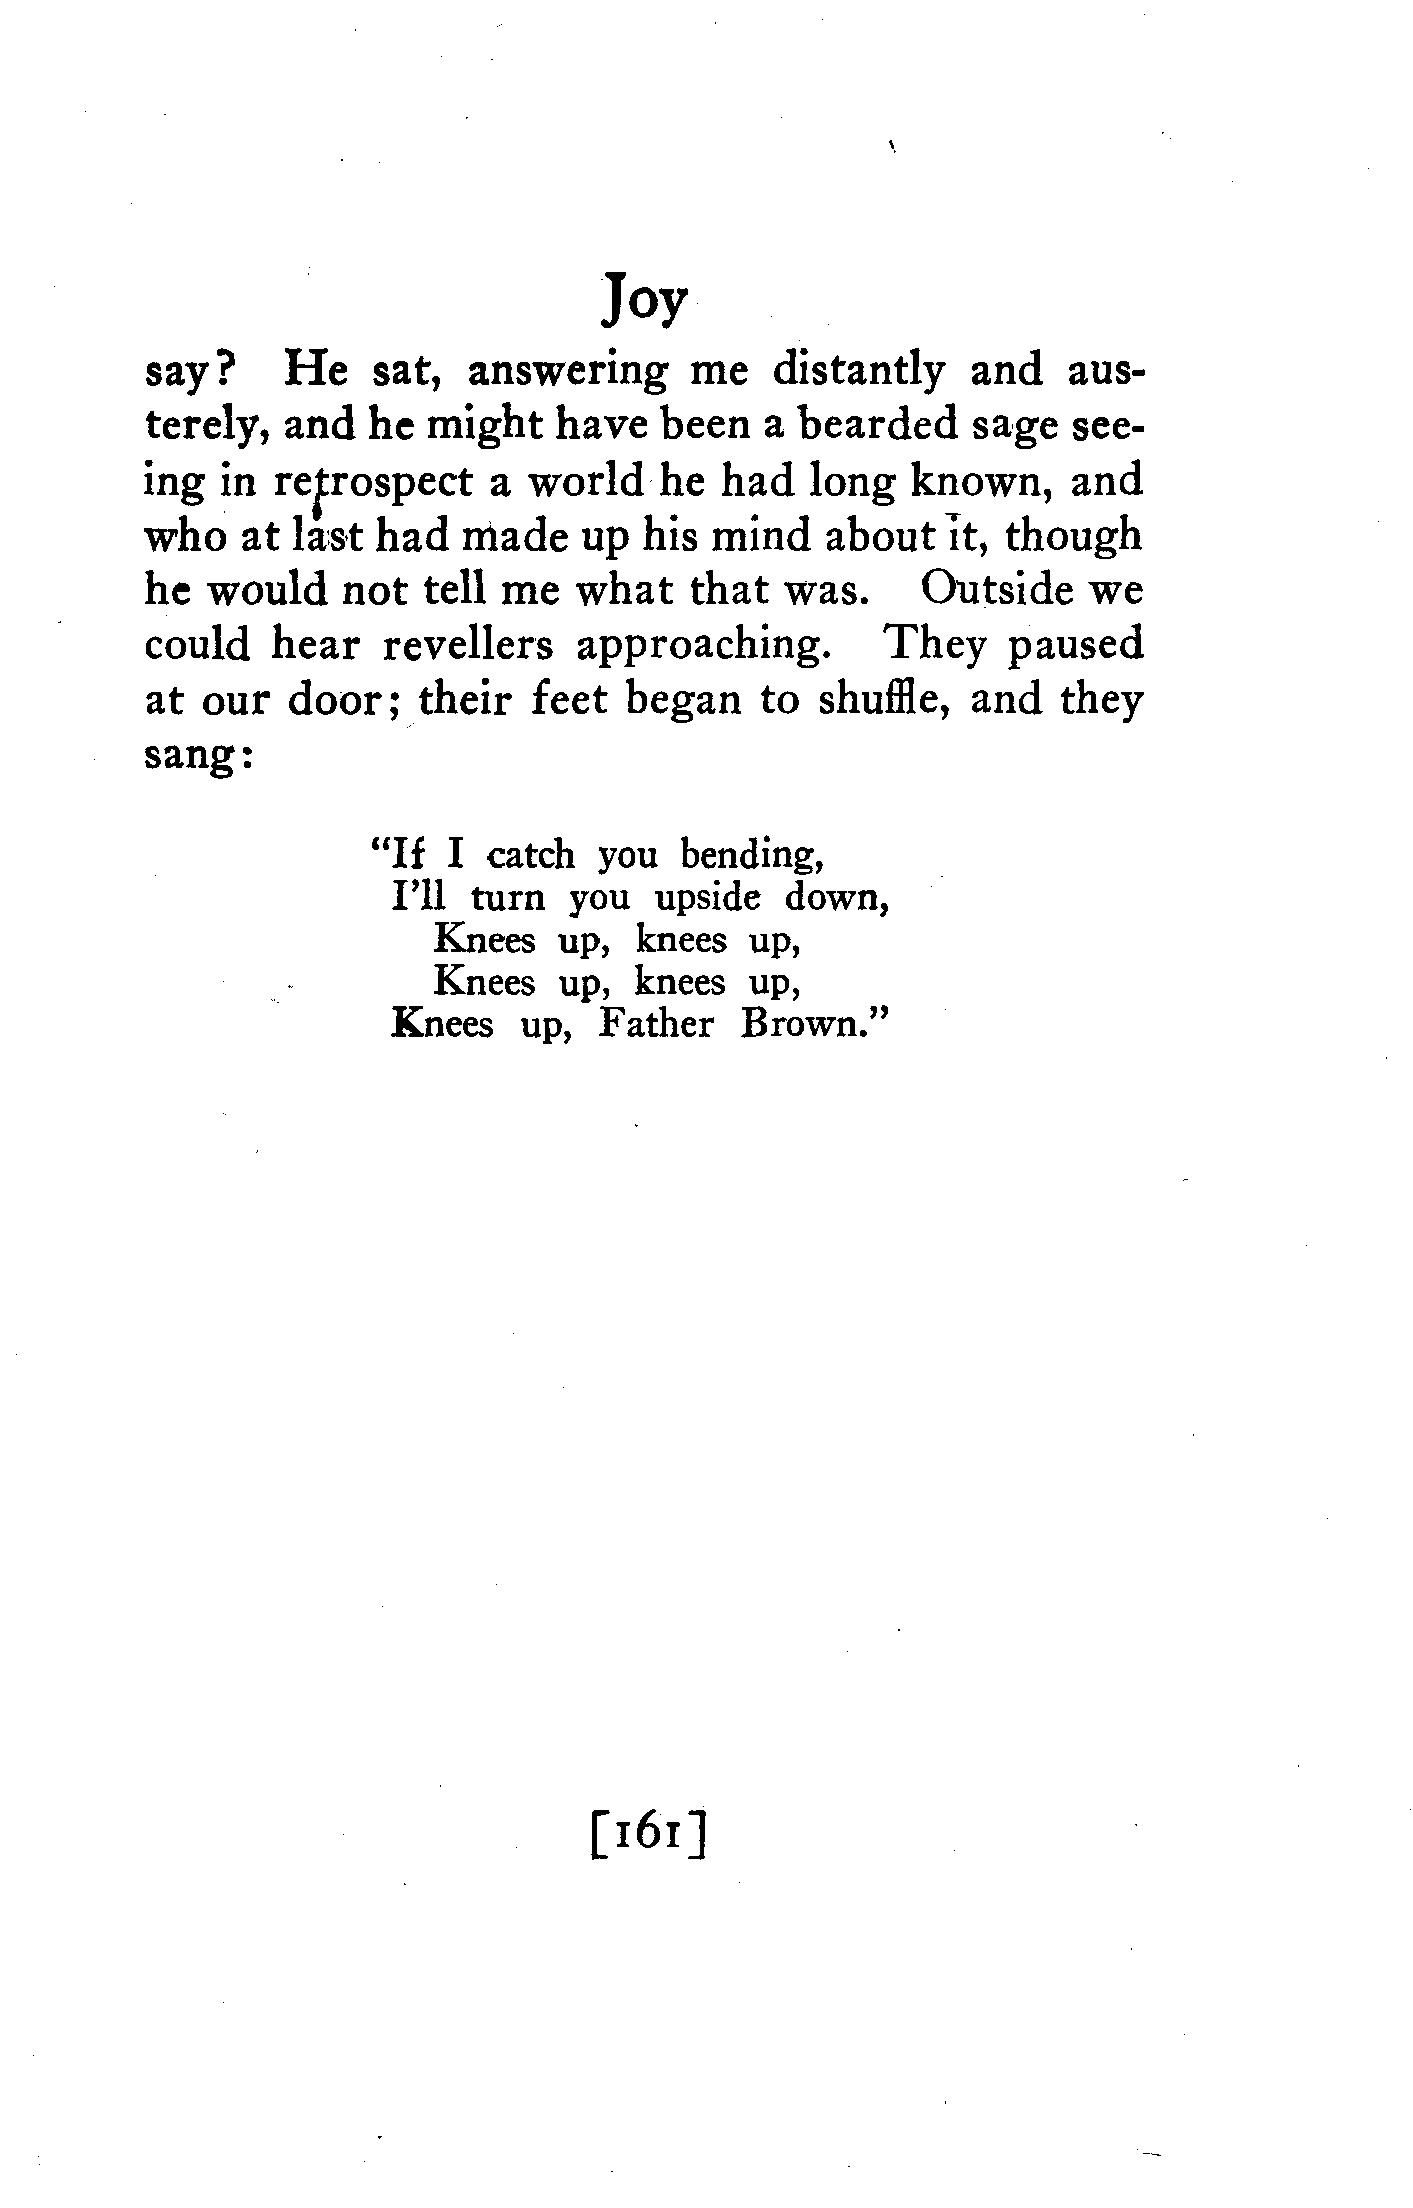 Joy
say? He sat, answering me distantly and aus-
terely, and he might have been a bearded sage see-
ing in retrospect a world he had long known, and
who at last had made up his mind about it, though
he would not tell me what that was. Outside we
could hear revellers approaching. They paused
at our door; their feet began to shuffle, and they
sang:
"If I catch you bending,
I'll turn you upside down,
Knees up, knees up,
Knees up, knees up,
Knees up, Father Brown."
[161]